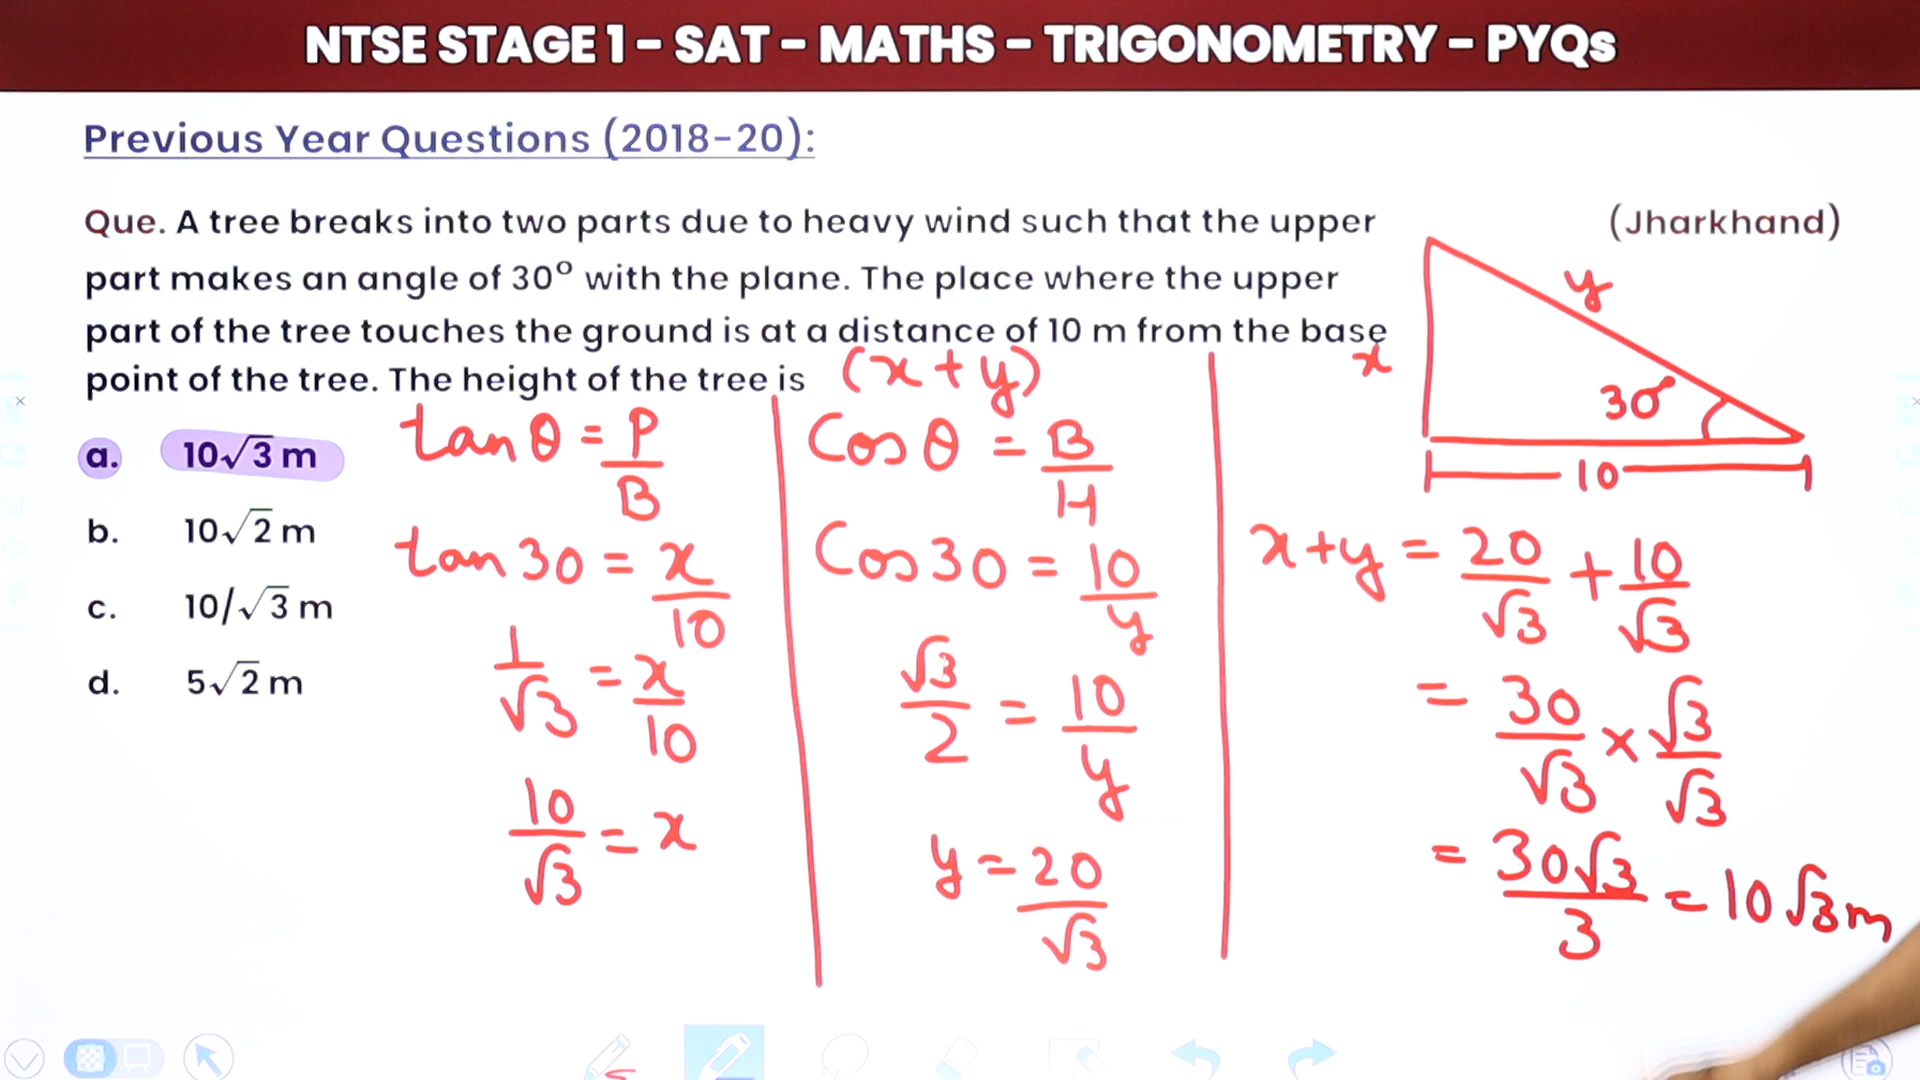 NTSE STAGE 1 – SAT – MATHS – TRIGONOMETRY – PYQs
Previous Year Questions (2018-20):
Que. A tree breaks into two parts due to heavy wind such that the upper
(Jharkhand)
part makes an angle of 30° with the plane. The place where the upper
part of the tree touches the ground is at a distance of 10 m from the base
point of the tree. The height of the tree is (x + y)
a. 10√3 m
b. 10√2 m
c. 10/√3 m
d. 5√2 m
tan θ = P/B
tan 30 = x/10
1/√3 = x/10
10/√3 = x
Cos θ = B/H
Cos 30 = 10/y
√3/2 = 10/y
y = 20/√3
y
x
30°
10
x+y = 20/√3 + 10/√3
= 30/√3 × √3/√3
= 30√3/3 = 10√3 m